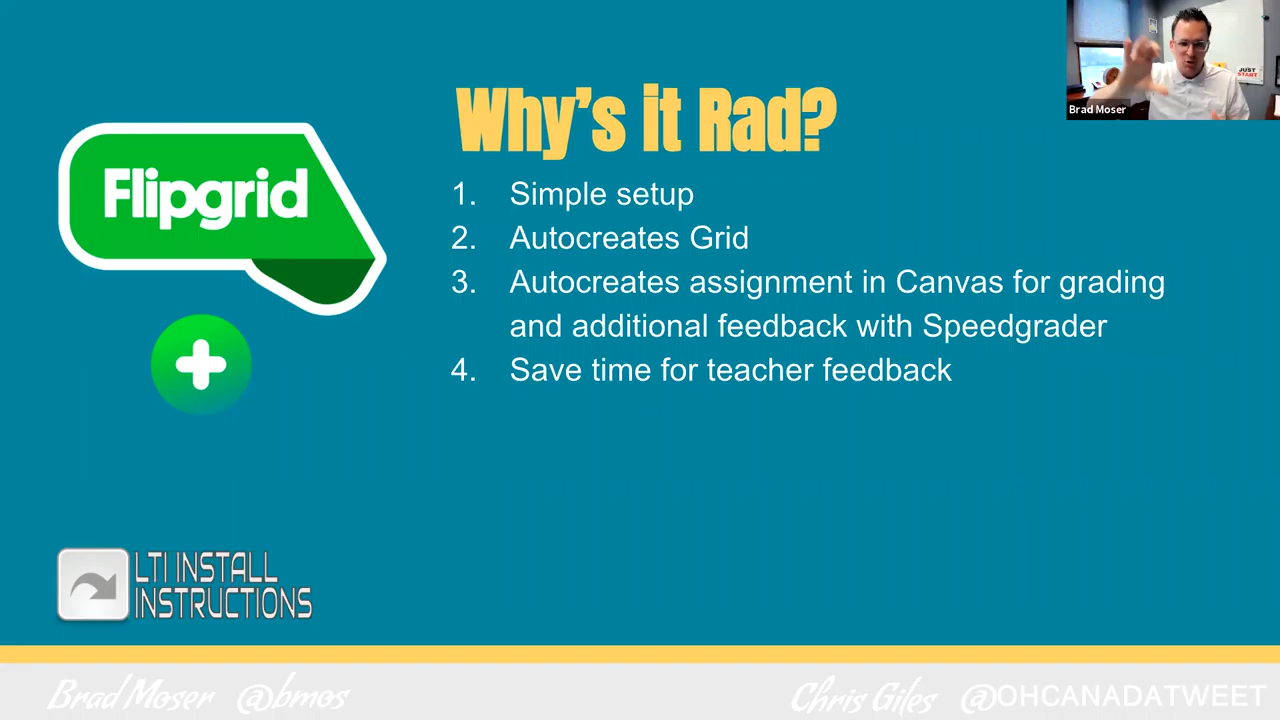 Why's it Rad?
Flipgrid
1. Simple setup
2. Autocreates Grid
3. Autocreates assignment in Canvas for grading
and additional feedback with Speedgrader
4. Save time for teacher feedback
LTI INSTALL
INSTRUCTIONS
JUST
START
Brad Moser
Brad Moser @bmos
Chris Giles @OHCANADATWEET